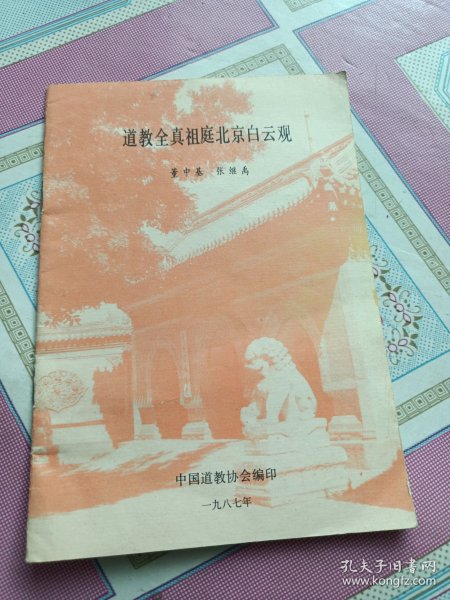 道教全真祖庭北京白云观
董中基 张继禹
中国道教协会编印
一九八七年
孔夫子旧书网
www.kongfz.com